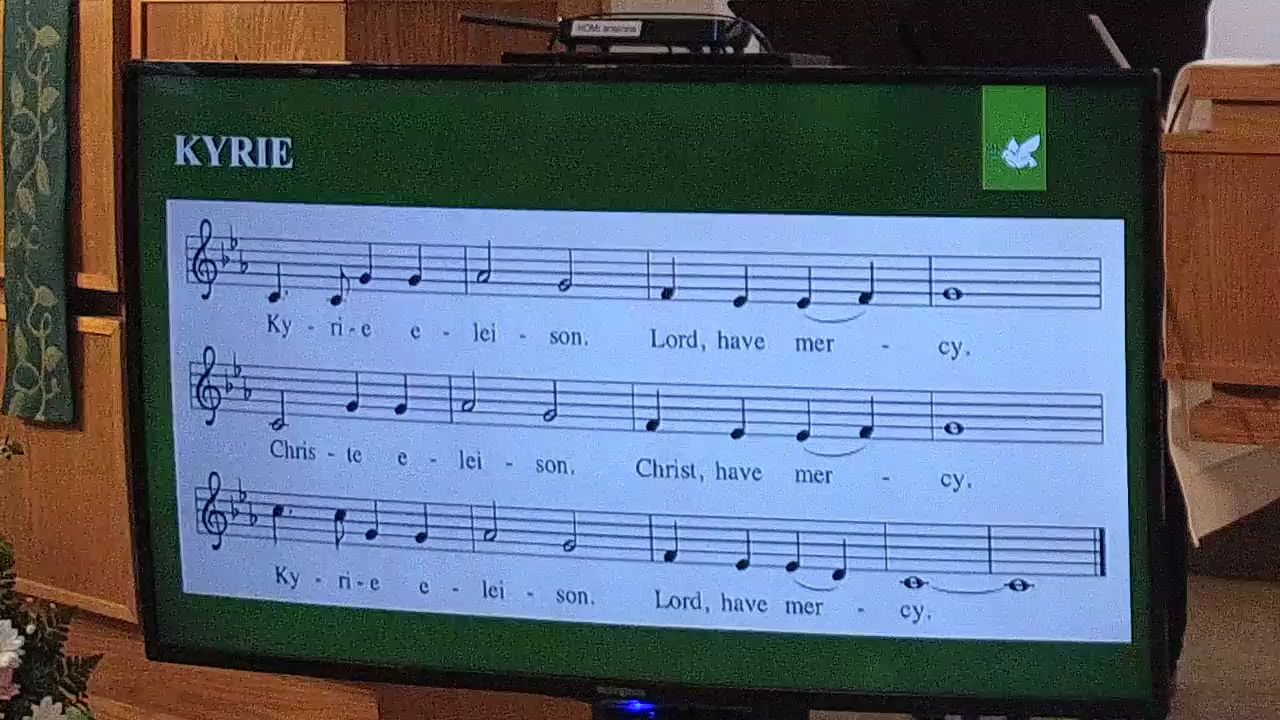 KYRIE
Ky - ri - e e - lei - son. Lord, have mer - cy.
Chris - te e - lei - son. Christ, have mer - cy.
Ky - ri - e e - lei - son. Lord, have mer - cy.